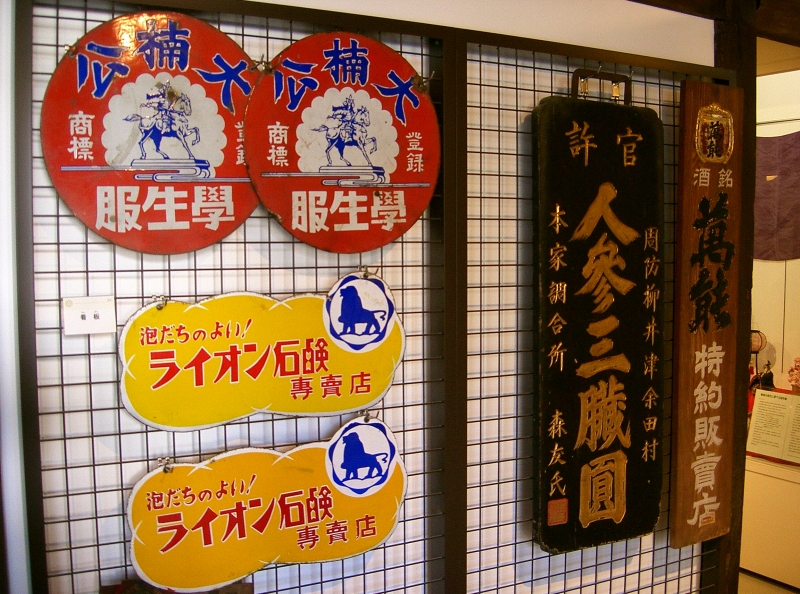 大楠公
登録
商標
學生服
大楠公
登録
商標
學生服
看板
泡だちのよい!
ライオン石鹸
專賣店
泡だちのよい!
ライオン石鹸
專賣店
官許
周防柳井津余田村
人參三臟圓
本家調合所 森友氏
銘酒
特約販賣店